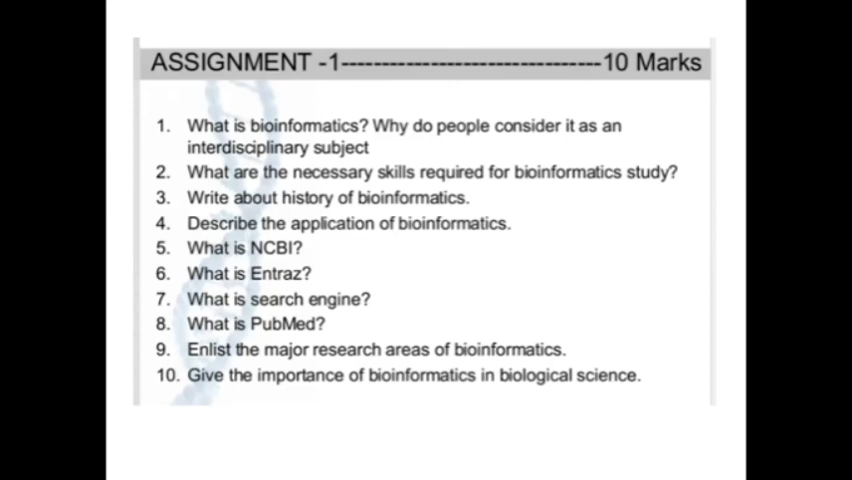 ASSIGNMENT -1--------------------------------10 Marks
1. What is bioinformatics? Why do people consider it as an
interdisciplinary subject
2. What are the necessary skills required for bioinformatics study?
3. Write about history of bioinformatics.
4. Describe the application of bioinformatics.
5. What is NCBI?
6. What is Entraz?
7. What is search engine?
8. What is PubMed?
9. Enlist the major research areas of bioinformatics.
10. Give the importance of bioinformatics in biological science.